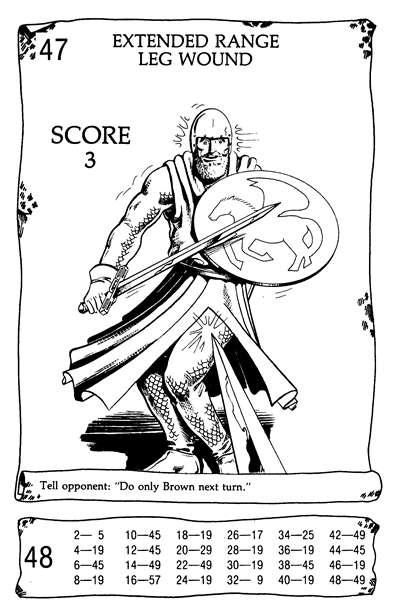 47
EXTENDED RANGE
LEG WOUND
SCORE
3
Tell opponent: "Do only Brown next turn."
48
2— 5 10—45 18—19 26—17 34—25 42—49
4—19 12—45 20—29 28—19 36—19 44—45
6—45 14—49 22—49 30—19 38—45 46—49
8—19 16—57 24—19 32— 9 40—19 48—49